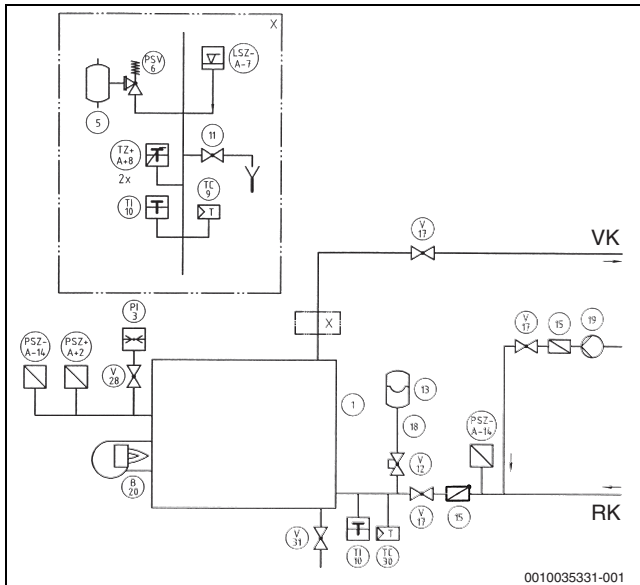 X
PSV
6
LSZ-
A-7
5
TZ+
A+8
2x
11
TI
10
TC
9
T
V
17
VK
X
PI
3
PSZ-
A-14
PSZ+
A+2
V
28
1
13
18
V
12
V
17
15
19
PSZ-
A-14
B
20
V
31
TI
10
T
TC
30
V
17
15
RK
0010035331-001